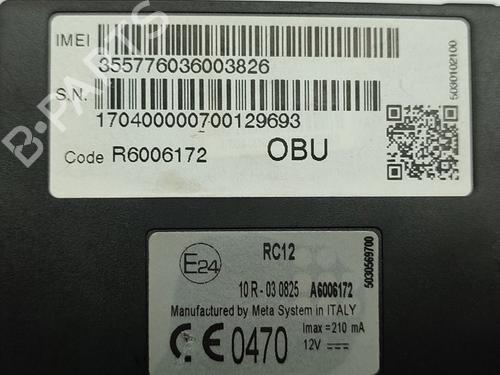 IMEI
355776036003826
S.N.
170400000700129693
Code R6006172 OBU
5030102100
E24
RC12
10 R - 03 0825 A6006172
Manufactured by Meta System in ITALY
CE 0470
Imax = 210 mA
12V
5030569700
B-Parts